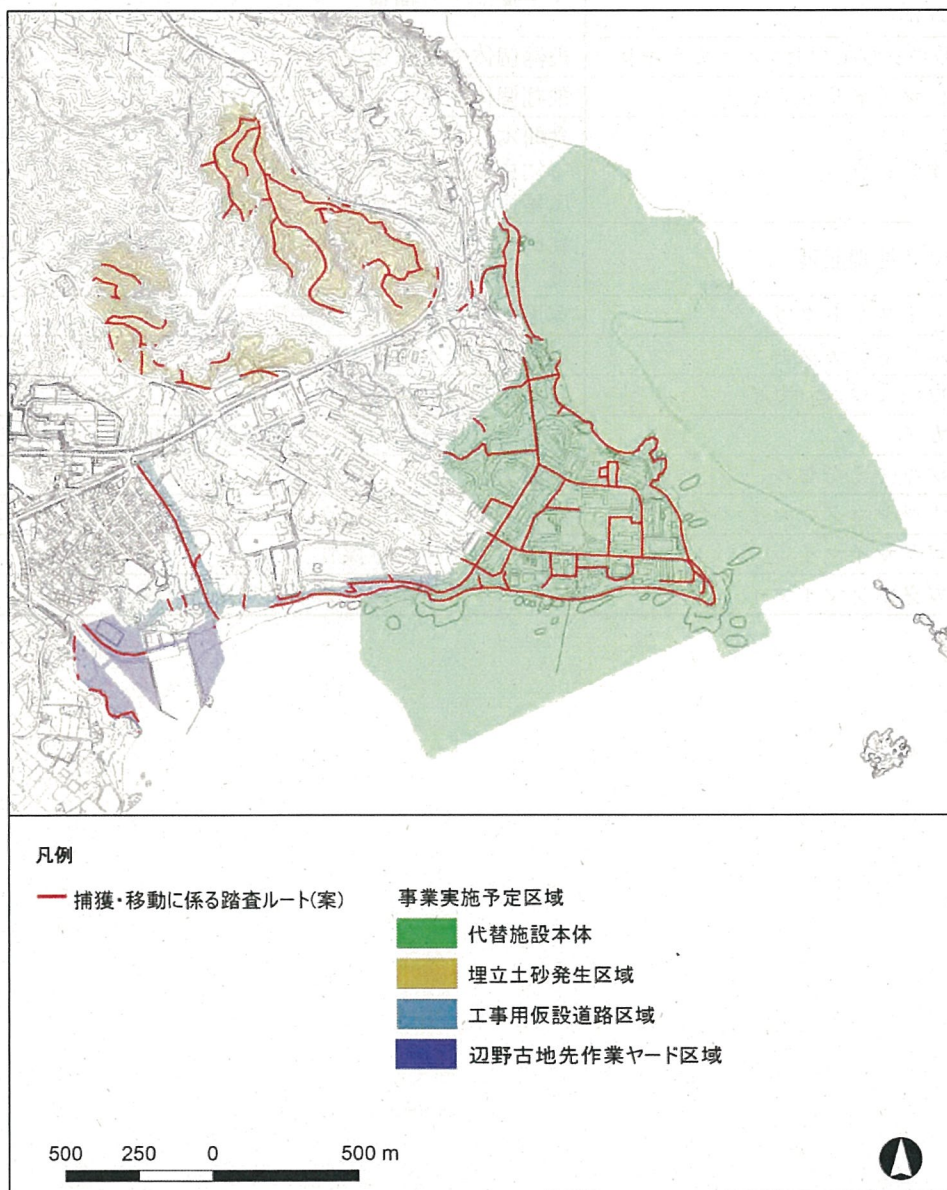 凡例
捕獲・移動に係る踏査ルート(案)
事業実施予定区域
代替施設本体
埋立土砂発生区域
工事用仮設道路区域
辺野古地先作業ヤード区域
500 250 0 500 m